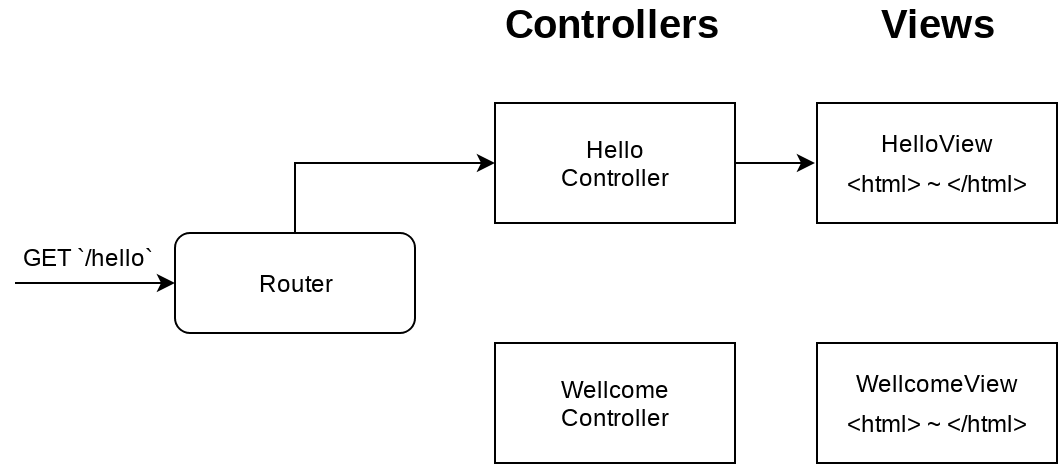 Controllers
Views
Hello
Controller
HelloView
<html> ~ </html>
GET `/hello`
Router
Wellcome
Controller
WellcomeView
<html> ~ </html>